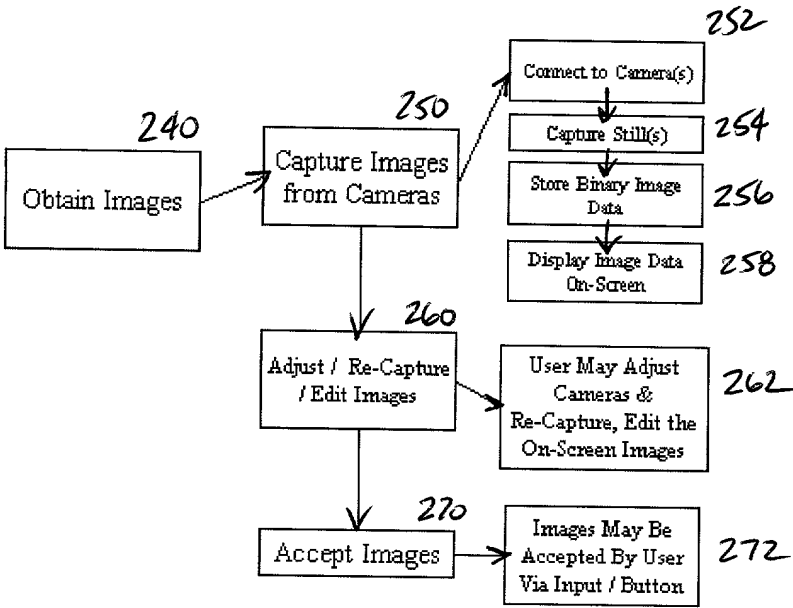 252
Connect to Camera(s)
240
250
254
Capture Still(s)
Obtain Images
Capture Images
from Cameras
Store Binary Image
Data
256
Display Image Data
On-Screen
258
260
Adjust / Re-Capture
/ Edit Images
User May Adjust
Cameras &
Re-Capture, Edit the
On-Screen Images
262
270
Accept Images
Images May Be
Accepted By User
Via Input / Button
272